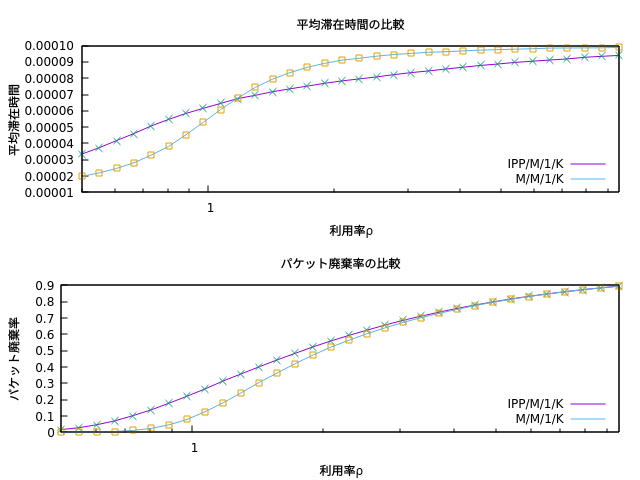 平均滞在時間の比較
平均滞在時間
0.00010
0.00009
0.00008
0.00007
0.00006
0.00005
0.00004
0.00003
0.00002
0.00001
IPP/M/1/K
M/M/1/K
1
利用率ρ
パケット廃棄率の比較
パケット廃棄率
0.9
0.8
0.7
0.6
0.5
0.4
0.3
0.2
0.1
0
IPP/M/1/K
M/M/1/K
1
利用率ρ